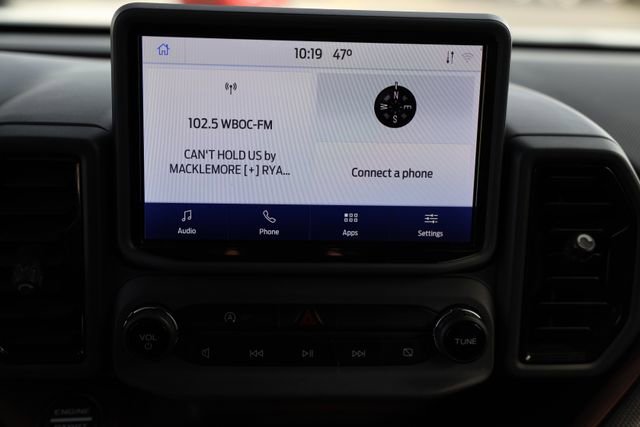 10:19 47°
102.5 WBOC-FM
CAN'T HOLD US by
MACKLEMORE [+] RYA...
N
W E
S
Connect a phone
Audio Phone Apps Settings
VOL
TUNE
ENGINE